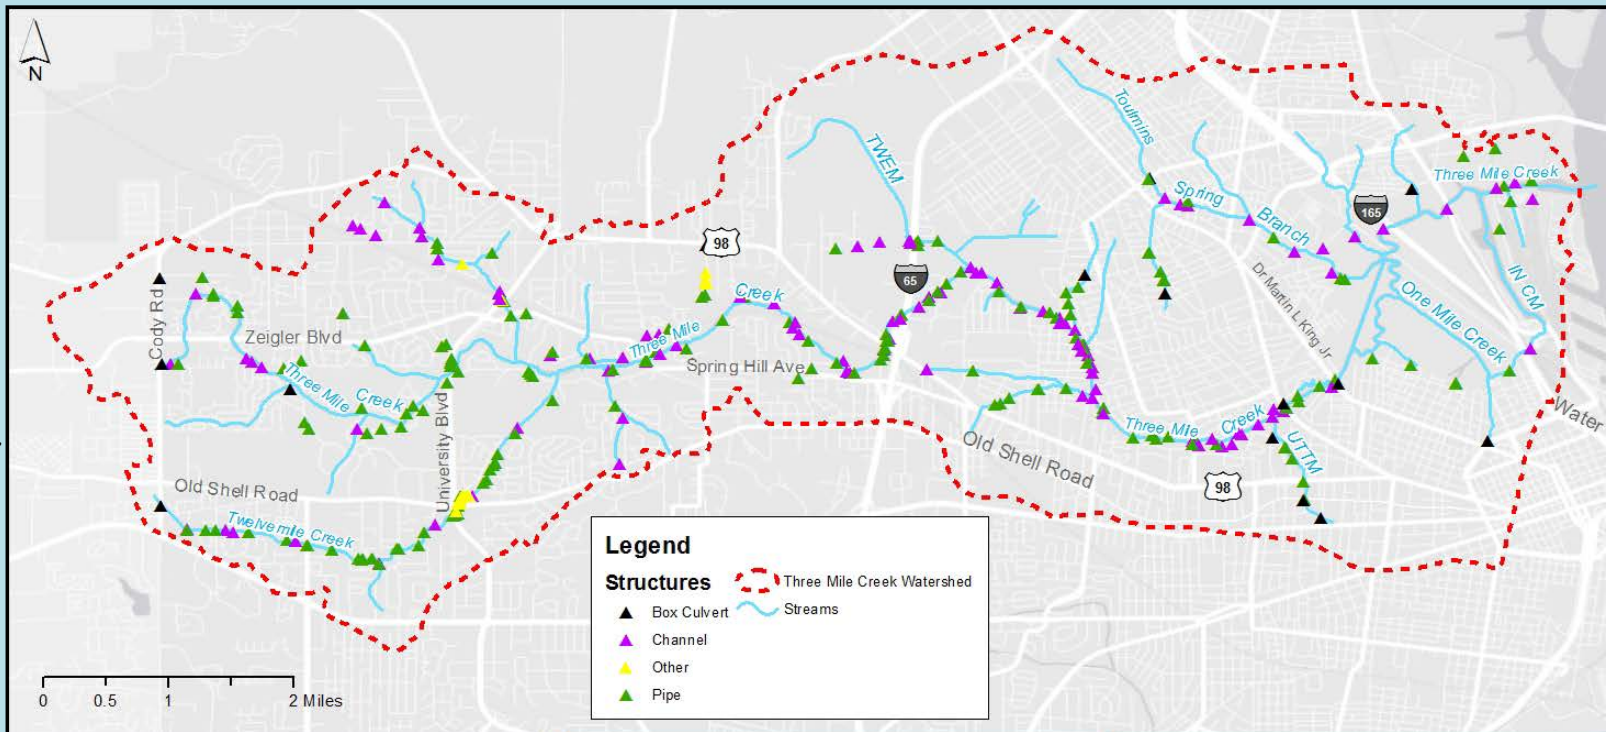 N
Toulmins
TWEM
Three Mile Creek
Spring
Branch
165
98
65
Cody Rd
Creek
Dr Martin L King Jr
IN CM
One Mile Creek
Zeigler Blvd
Three Mile
Spring Hill Ave
Three Mile
Creek
University Blvd
Water
Three Mile
Creek
Old Shell Road
UTTM
98
Old Shell Road
Twelvemile Creek
Legend
Structures
Three Mile Creek Watershed
Box Culvert
Streams
Channel
Other
Pipe
0 0.5 1 2 Miles